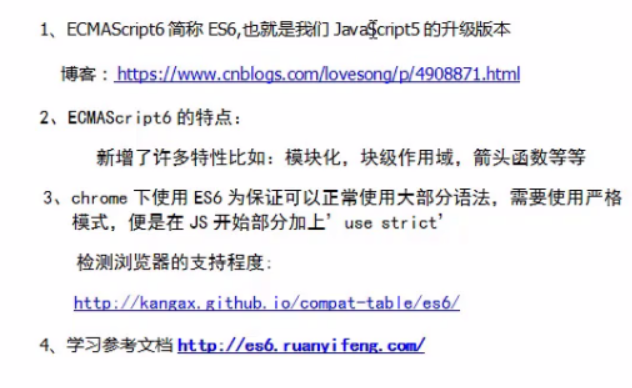 1、ECMAScript6 简称 ES6,也就是我们 JavaScript5 的升级版本
博客：https://www.cnblogs.com/lovesong/p/4908871.html
2、ECMAScript6 的特点：
新增了许多特性比如：模块化，块级作用域，箭头函数等等
3、chrome 下使用 ES6 为保证可以正常使用大部分语法，需要使用严格
模式，便是在 JS 开始部分加上’use strict’
检测浏览器的支持程度：
http://kangax.github.io/compat-table/es6/
4、学习参考文档 http://es6.ruanyifeng.com/